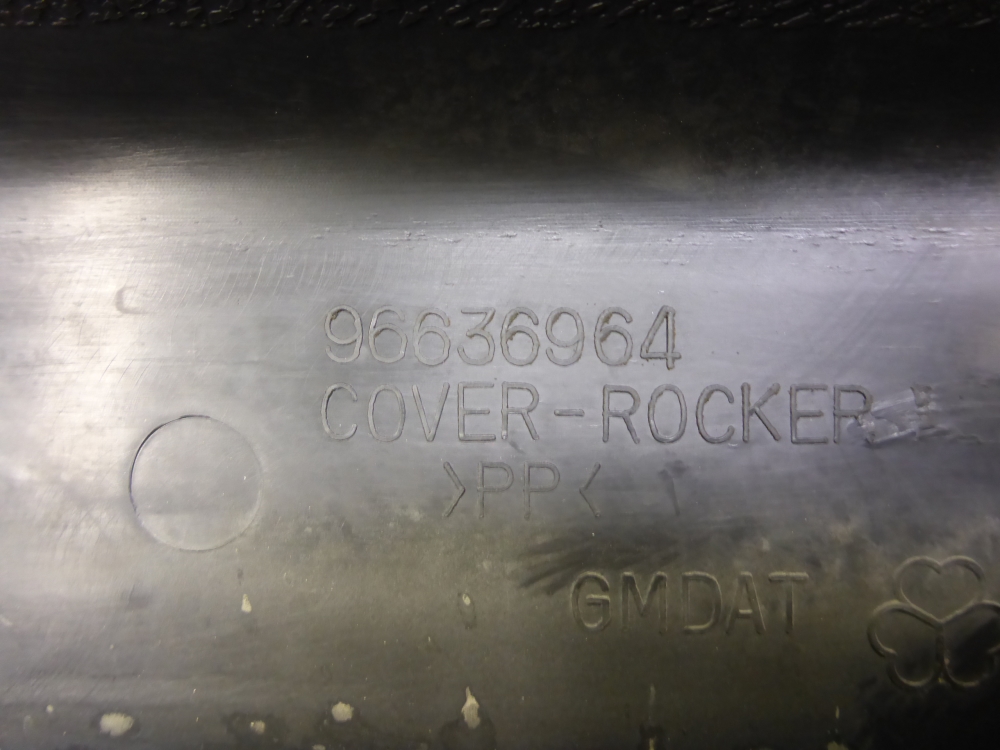 96636964
COVER-ROCKER
>PP<
GMDAT